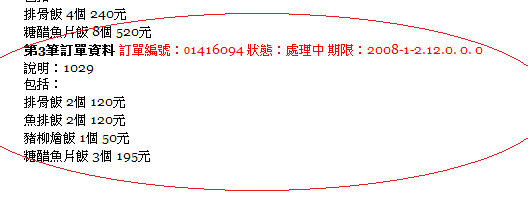 排骨飯 4個 240元
糖醋魚片飯 8個 520元
第3筆訂單資料 訂單編號：01416094 狀態：處理中 期限：2008-1-2.12.0. 0. 0
說明：1029
包括：
排骨飯 2個 120元
魚排飯 2個 120元
豬柳燴飯 1個 50元
糖醋魚片飯 3個 195元